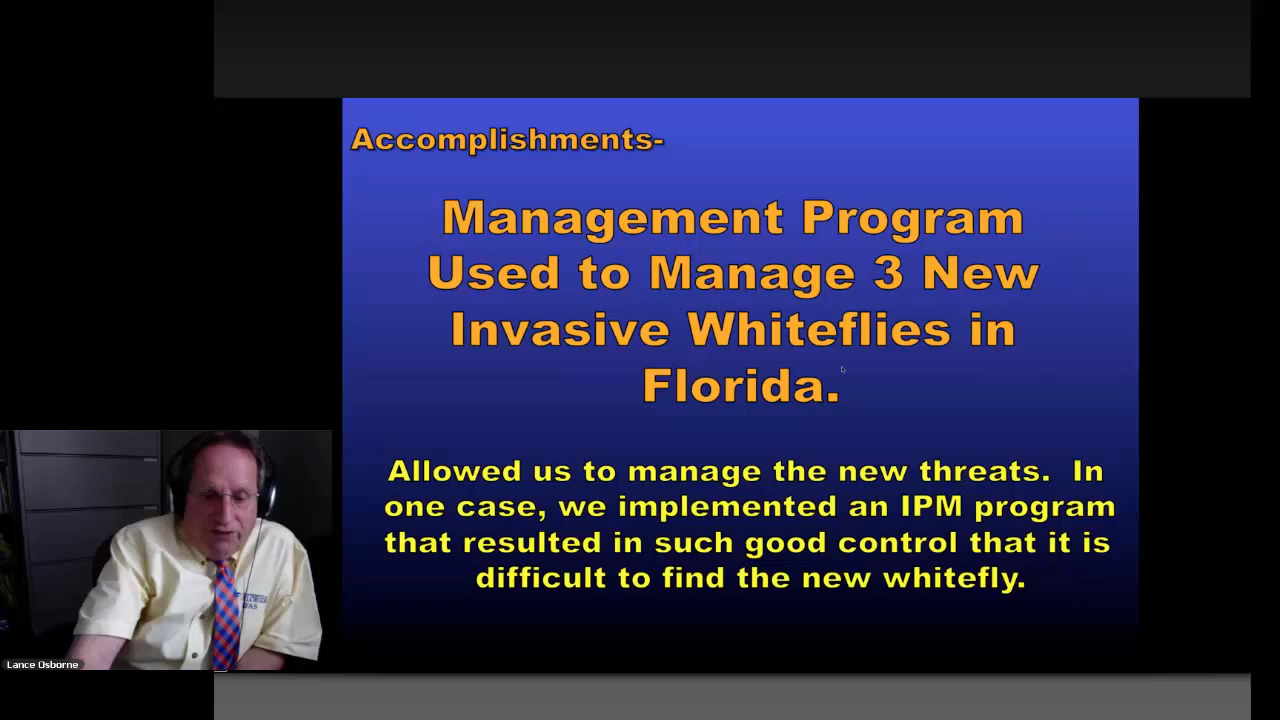 Accomplishments-
Management Program
Used to Manage 3 New
Invasive Whiteflies in
Florida.
Allowed us to manage the new threats. In
one case, we implemented an IPM program
that resulted in such good control that it is
difficult to find the new whitefly.
Lance Osborne